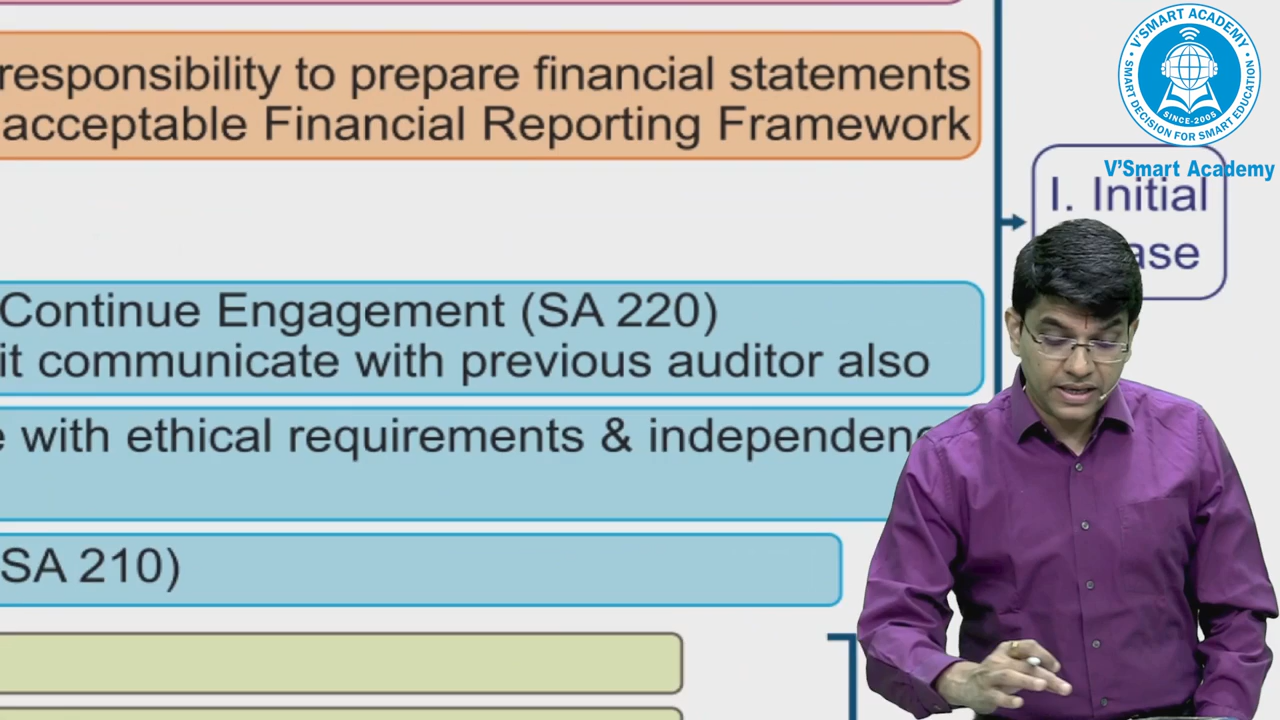 responsibility to prepare financial statements
acceptable Financial Reporting Framework
V'SMART ACADEMY
SMART DECISION FOR SMART EDUCATION
SINCE-2005
V'Smart Academy
I. Initial
ase
Continue Engagement (SA 220)
it communicate with previous auditor also
with ethical requirements & independenc
SA 210)